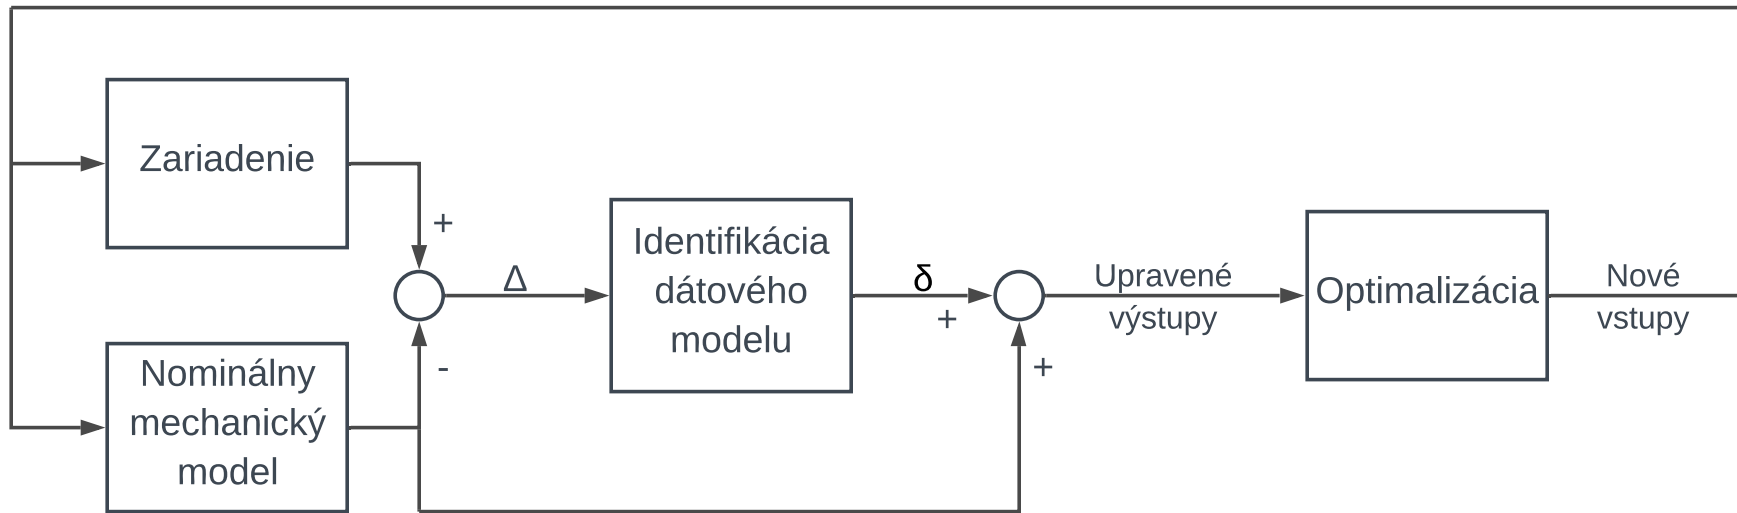 Zariadenie
+
Δ
Nominálny
mechanický
model
-
Identifikácia
dátového
modelu
δ
+
+
Upravené
výstupy
Optimalizácia
Nové
vstupy